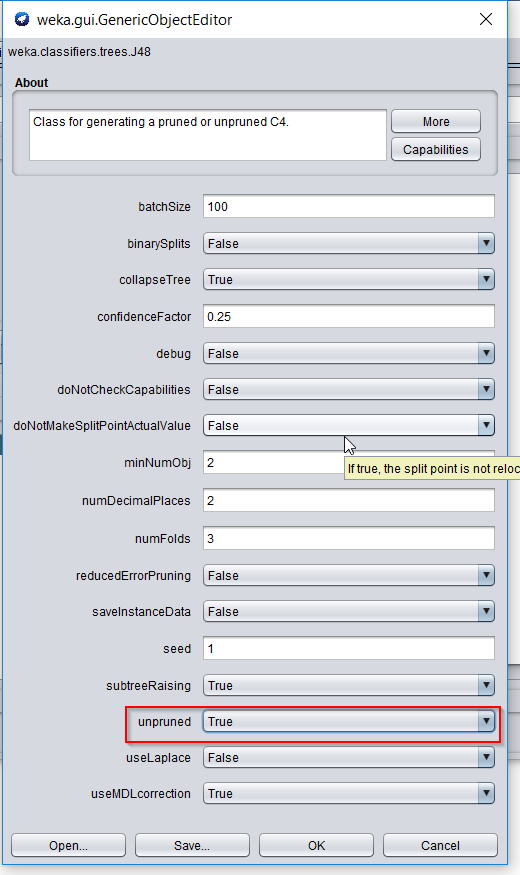 weka.gui.GenericObjectEditor
weka.classifiers.trees.J48
About
Class for generating a pruned or unpruned C4.
More
Capabilities
batchSize 100
binarySplits False
collapseTree True
confidenceFactor 0.25
debug False
doNotCheckCapabilities False
doNotMakeSplitPointActualValue False
minNumObj 2
If true, the split point is not reloc
numDecimalPlaces 2
numFolds 3
reducedErrorPruning False
saveInstanceData False
seed 1
subtreeRaising True
unpruned True
useLaplace False
useMDLcorrection True
Open... Save... OK Cancel